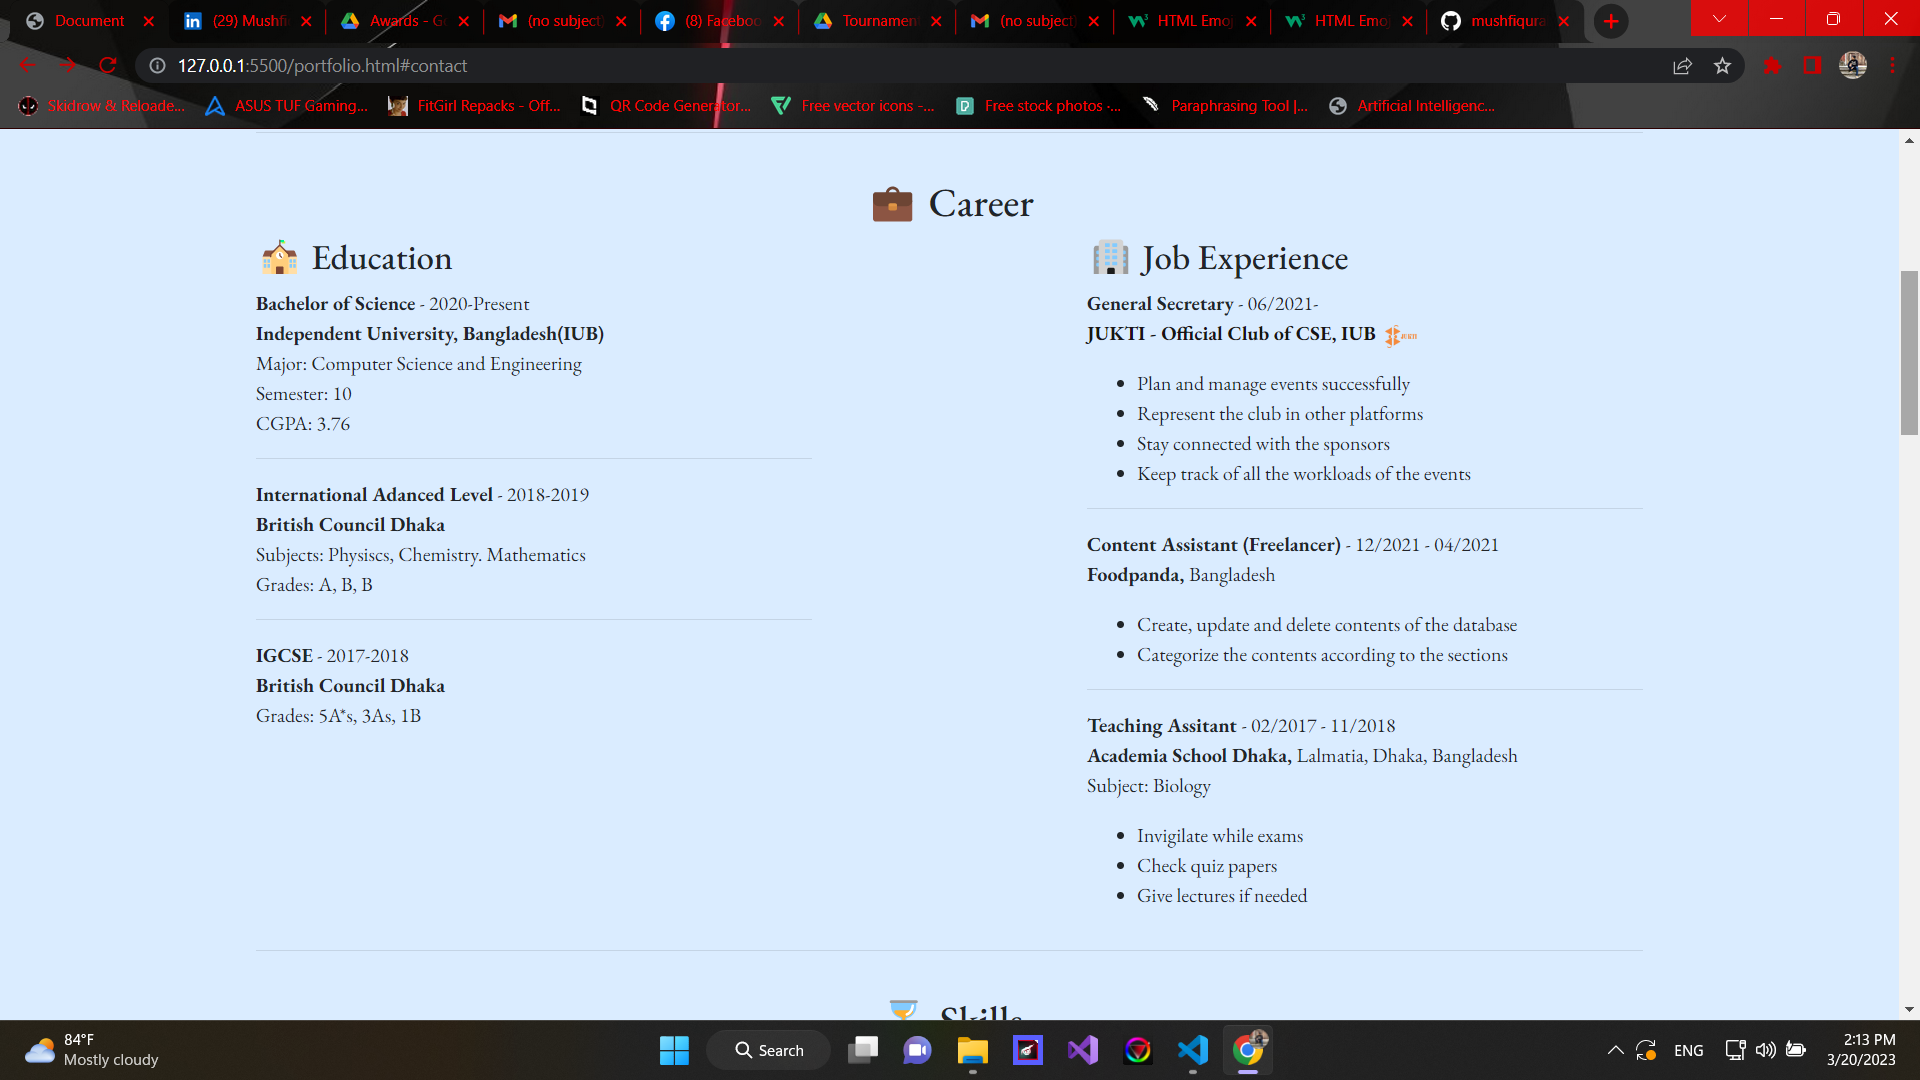 Document
(29) Mushfi
Awards - Go
(no subject)
(8) Faceboo
Tournament
(no subject)
HTML Emoj
HTML Emoj
mushfiqura
127.0.0.1:5500/portfolio.html#contact
Skidrow & Reloade...
ASUS TUF Gaming...
FitGirl Repacks - Off...
QR Code Generator...
Free vector icons -...
Free stock photos -...
Paraphrasing Tool |...
Artificial Intelligenc...
Career
Education
Bachelor of Science - 2020-Present
Independent University, Bangladesh(IUB)
Major: Computer Science and Engineering
Semester: 10
CGPA: 3.76
International Adanced Level - 2018-2019
British Council Dhaka
Subjects: Physiscs, Chemistry. Mathematics
Grades: A, B, B
IGCSE - 2017-2018
British Council Dhaka
Grades: 5A*s, 3As, 1B
Job Experience
General Secretary - 06/2021-
JUKTI - Official Club of CSE, IUB JUKTI
Plan and manage events successfully
Represent the club in other platforms
Stay connected with the sponsors
Keep track of all the workloads of the events
Content Assistant (Freelancer) - 12/2021 - 04/2021
Foodpanda, Bangladesh
Create, update and delete contents of the database
Categorize the contents according to the sections
Teaching Assitant - 02/2017 - 11/2018
Academia School Dhaka, Lalmatia, Dhaka, Bangladesh
Subject: Biology
Invigilate while exams
Check quiz papers
Give lectures if needed
Skills
84°F
Mostly cloudy
Search
ENG
2:13 PM
3/20/2023